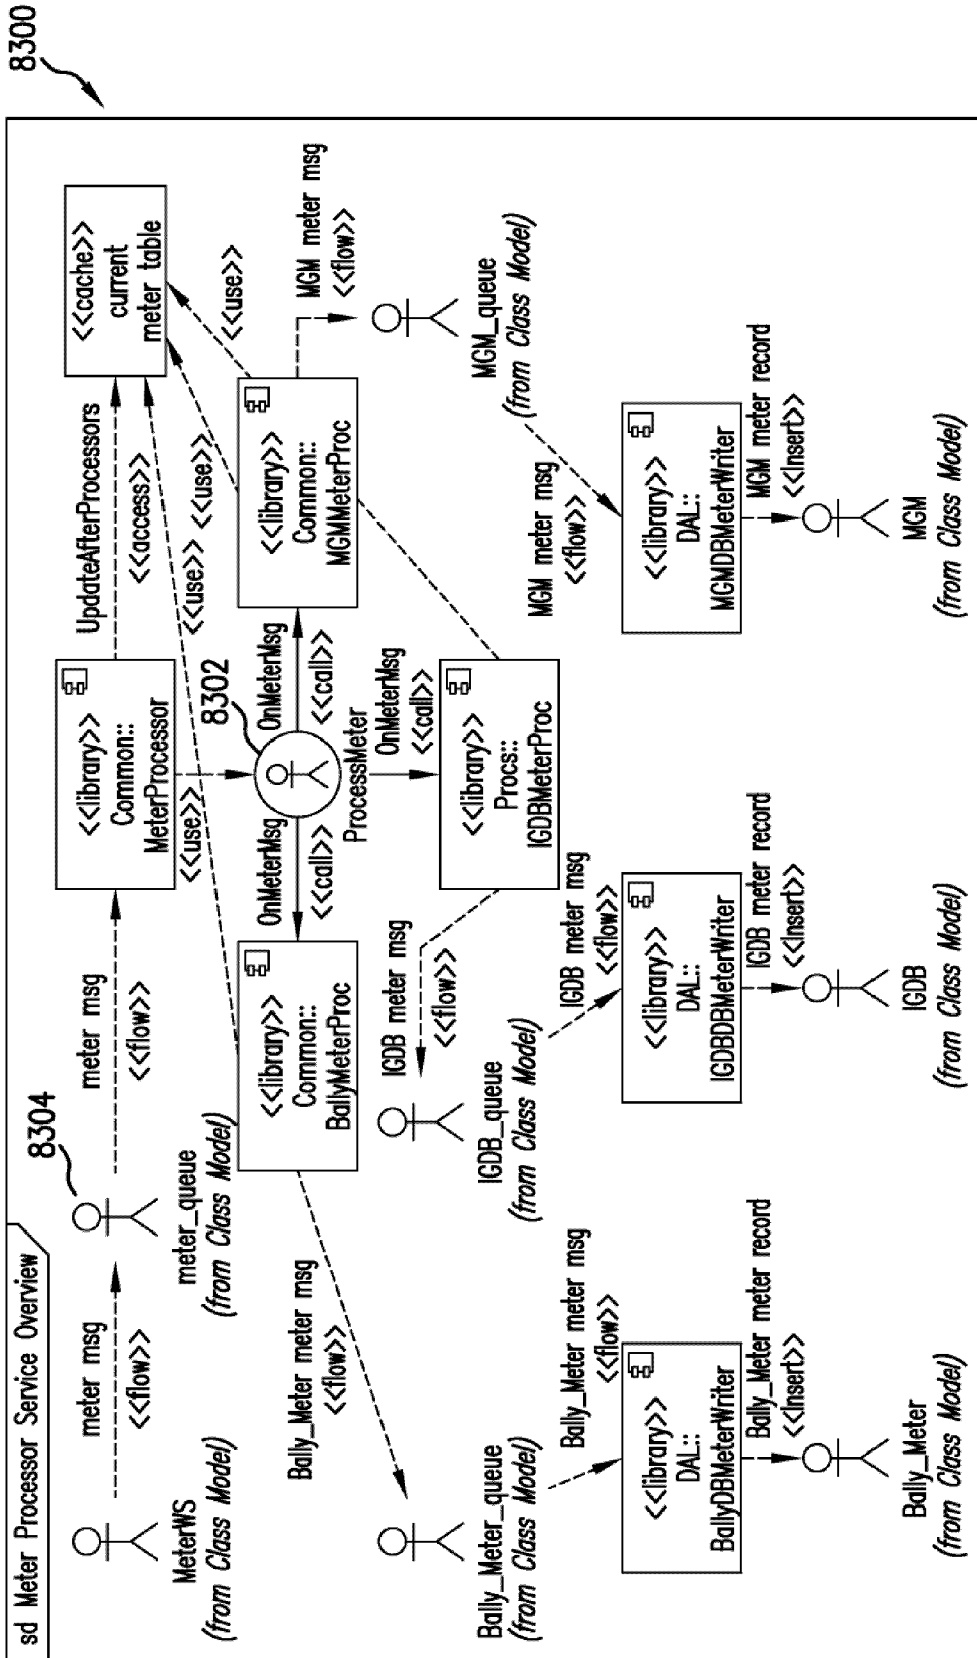 8300
sd Meter Processor Service Overview
MeterWS
(from Class Model)
meter msg
<<flow>>
8304
meter_queue
(from Class Model)
meter msg
<<flow>>
<<library>>
Common::
MeterProcessor
UpdateAfterProcessors
<<access>>
<<cache>>
current
meter table
<<use>>
<<use>>
<<use>>
<<use>>
8302
ProcessMeter
OnMeterMsg
<<call>>
OnMeterMsg
<<call>>
OnMeterMsg
<<call>>
<<library>>
Common::
BallyMeterProc
<<library>>
Common::
MGMMeterProc
<<library>>
Procs::
IGDBMeterProc
Bally_Meter meter msg
<<flow>>
IGDB meter msg
<<flow>>
MGM meter msg
<<flow>>
Bally_Meter_queue
(from Class Model)
IGDB_queue
(from Class Model)
MGM_queue
(from Class Model)
Bally_Meter meter msg
<<flow>>
IGDB meter msg
<<flow>>
MGM meter msg
<<flow>>
<<library>>
DAL::
BallyDBMeterWriter
<<library>>
DAL::
IGDBDBMeterWriter
<<library>>
DAL::
MGMDBMeterWriter
Bally_Meter meter record
<<Insert>>
IGDB meter record
<<Insert>>
MGM meter record
<<Insert>>
Bally_Meter
(from Class Model)
IGDB
(from Class Model)
MGM
(from Class Model)